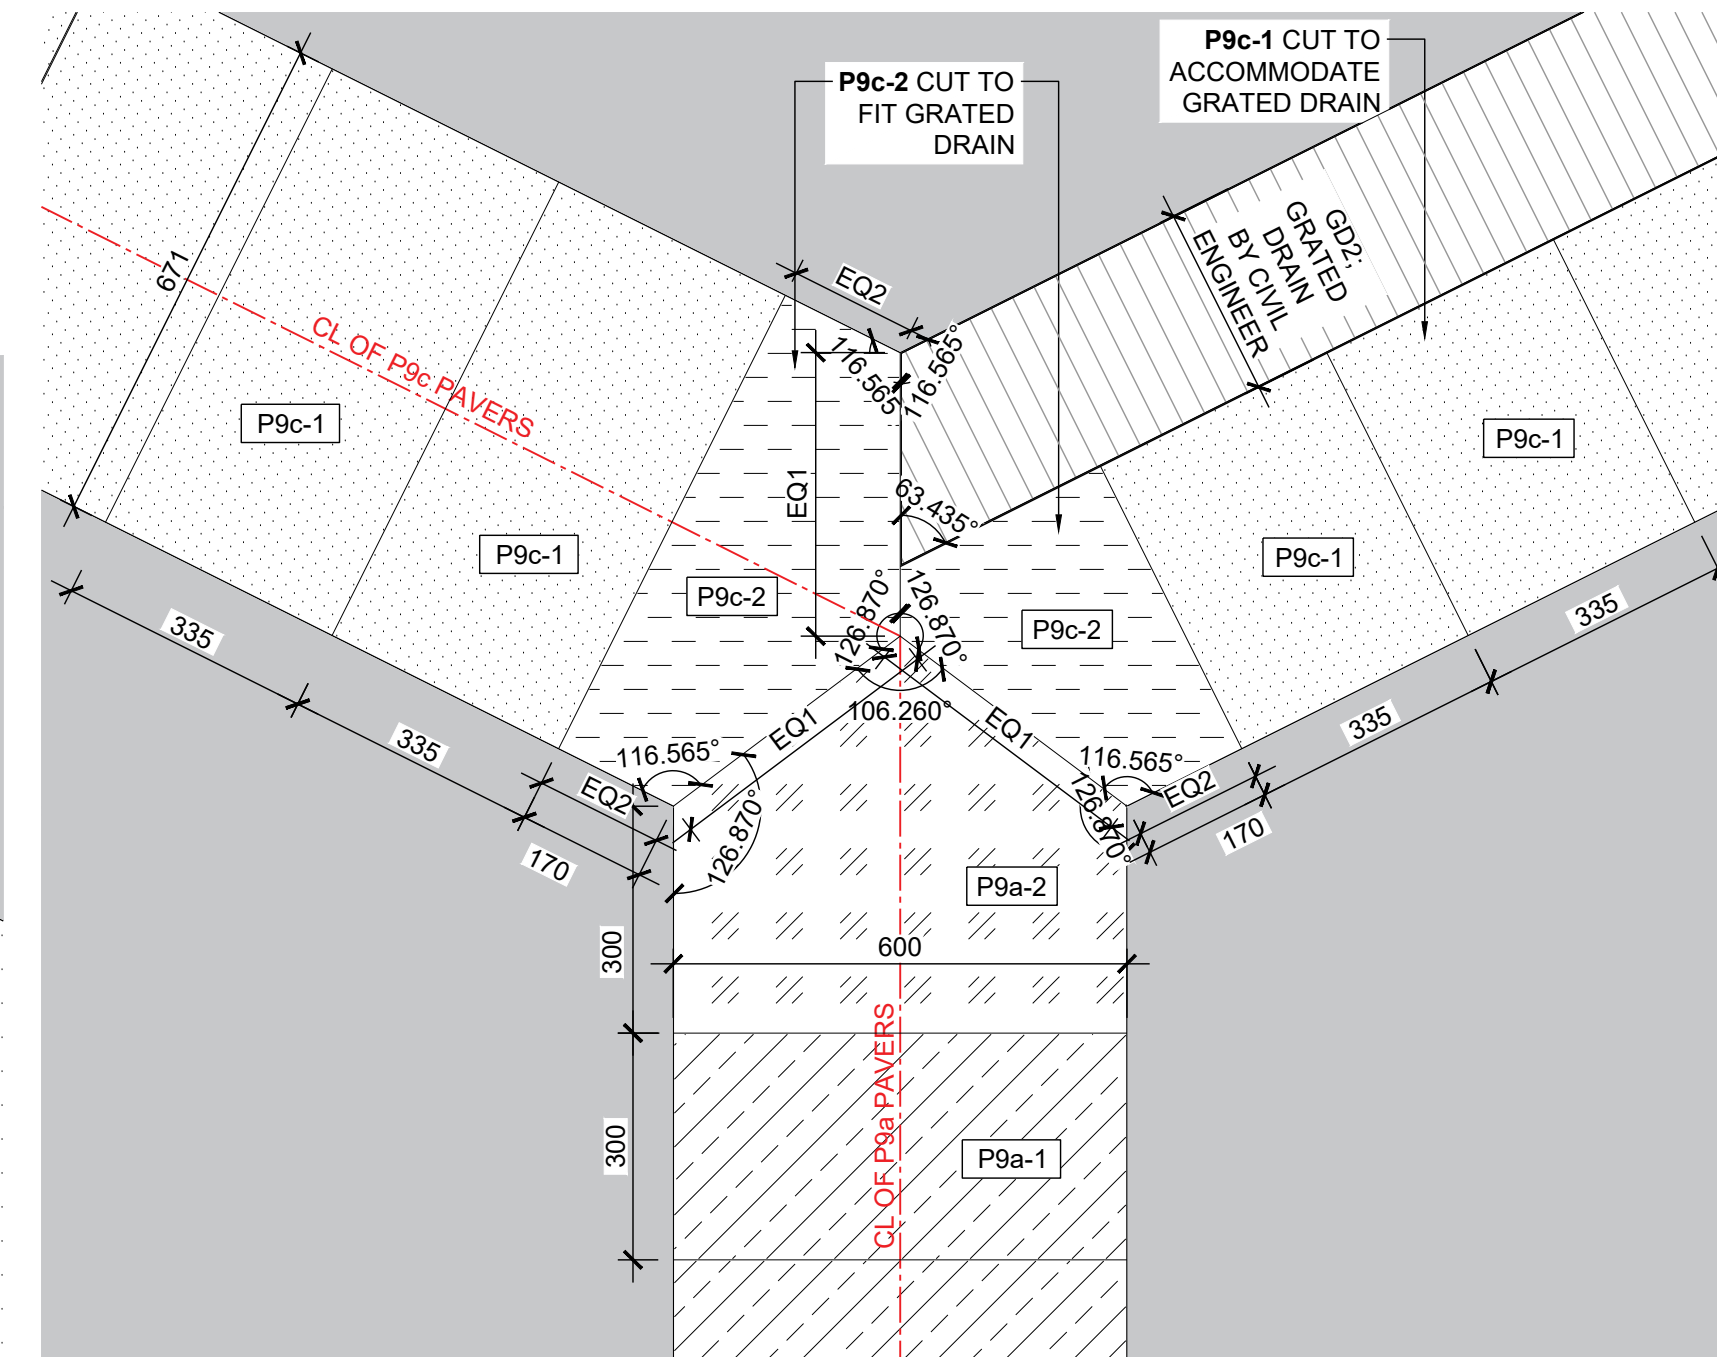 P9c-2 CUT TO
FIT GRATED
DRAIN
P9c-1 CUT TO
ACCOMMODATE
GRATED DRAIN
GD2;
GRATED
DRAIN
BY CIVIL
ENGINEER
671
CL OF P9c PAVERS
EQ2
116.565°
116.565°
P9c-1
P9c-1
EQ1
63.435°
P9c-1
P9c-1
P9c-2
126.870°
126.870°
P9c-2
335
335
106.260°
EQ1
EQ1
335
335
116.565°
116.565°
EQ2
EQ2
126.870°
126.870°
170
170
P9a-2
300
600
CL OF P9a PAVERS
300
P9a-1